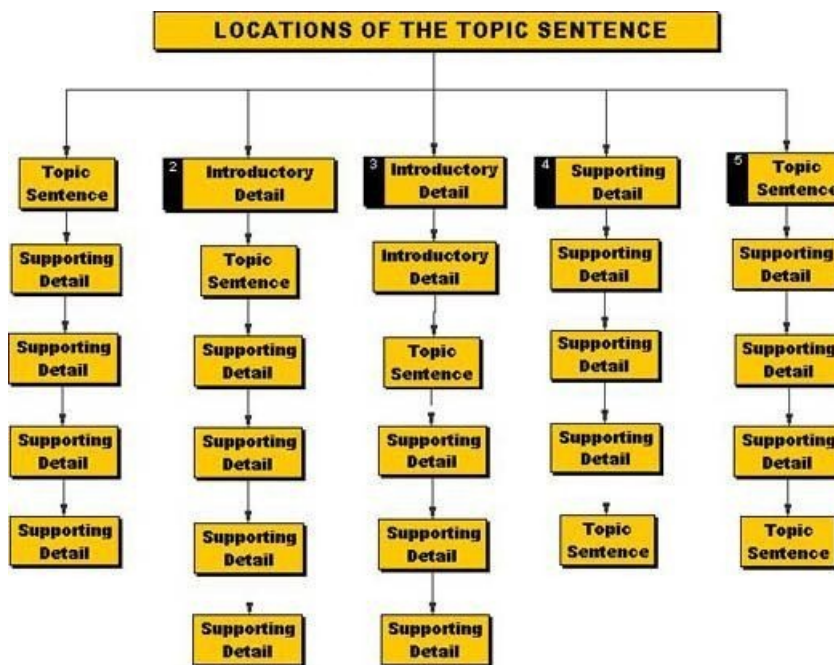 LOCATIONS OF THE TOPIC SENTENCE
Topic
Sentence
Supporting
Detail
Supporting
Detail
Supporting
Detail
Supporting
Detail
2
Introductory
Detail
Topic
Sentence
Supporting
Detail
Supporting
Detail
Supporting
Detail
Supporting
Detail
3
Introductory
Detail
Introductory
Detail
Topic
Sentence
Supporting
Detail
Supporting
Detail
Supporting
Detail
4
Supporting
Detail
Supporting
Detail
Supporting
Detail
Supporting
Detail
Topic
Sentence
5
Topic
Sentence
Supporting
Detail
Supporting
Detail
Supporting
Detail
Topic
Sentence